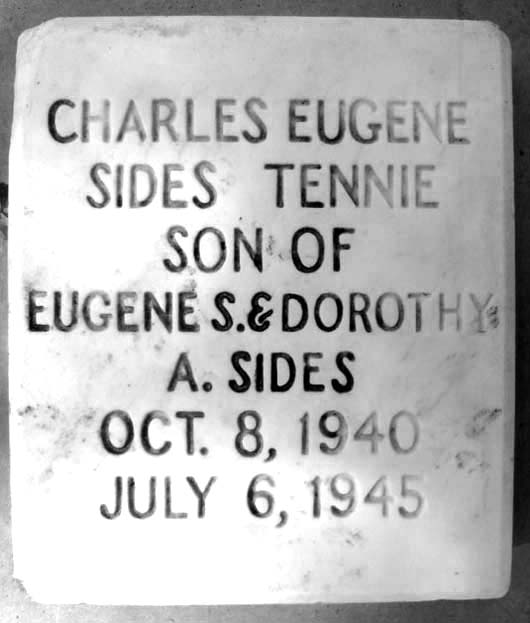 CHARLES EUGENE
SIDES TENNIE
SON OF
EUGENE S. & DOROTHY
A. SIDES
OCT. 8, 1940
JULY 6, 1945